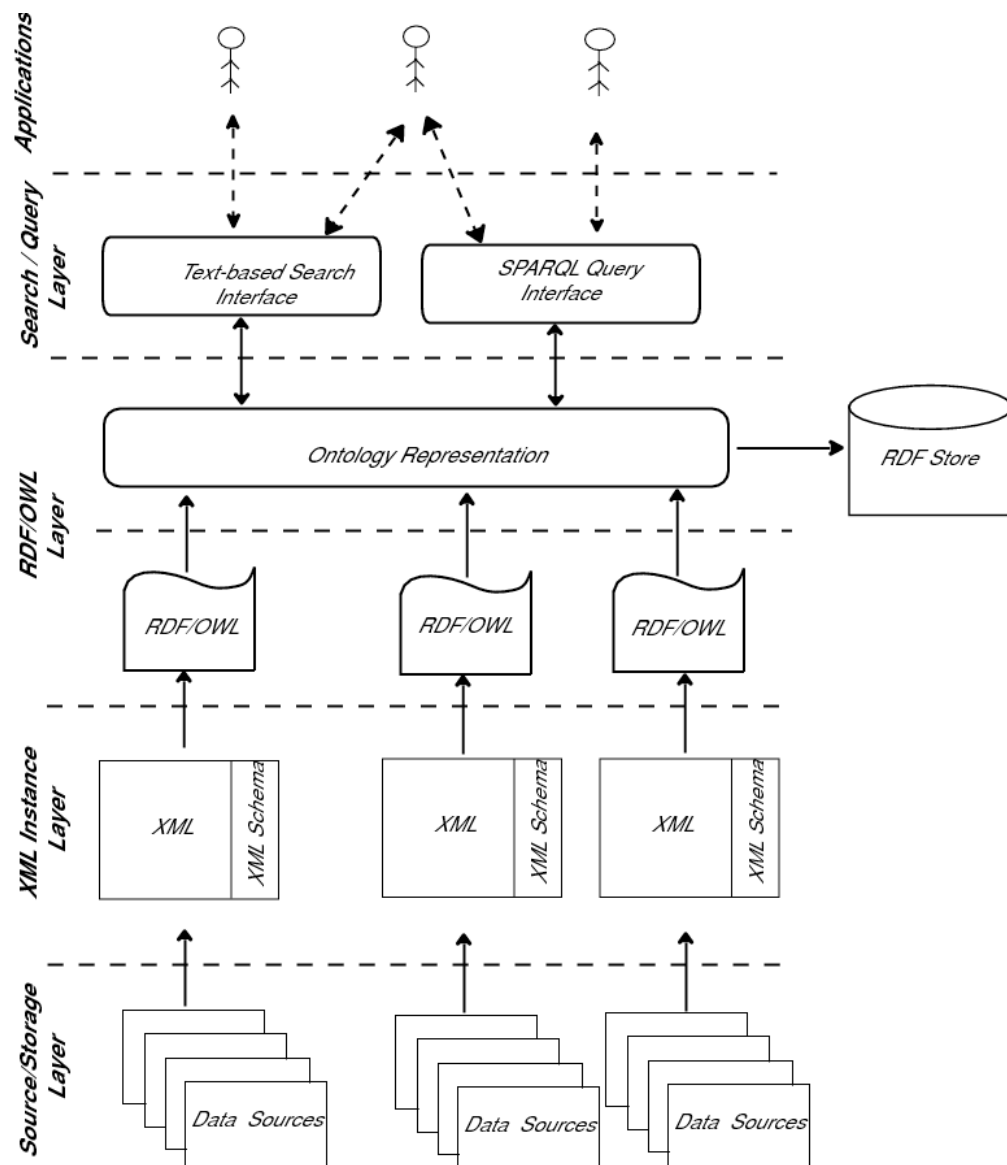 Applications
Search / Query
Layer
Text-based Search
Interface
SPARQL Query
Interface
RDF/OWL
Layer
Ontology Representation
RDF Store
RDF/OWL
RDF/OWL
RDF/OWL
XML Instance
Layer
XML
XML Schema
XML
XML Schema
XML
XML Schema
Source/Storage
Layer
Data Sources
Data Sources
Data Sources